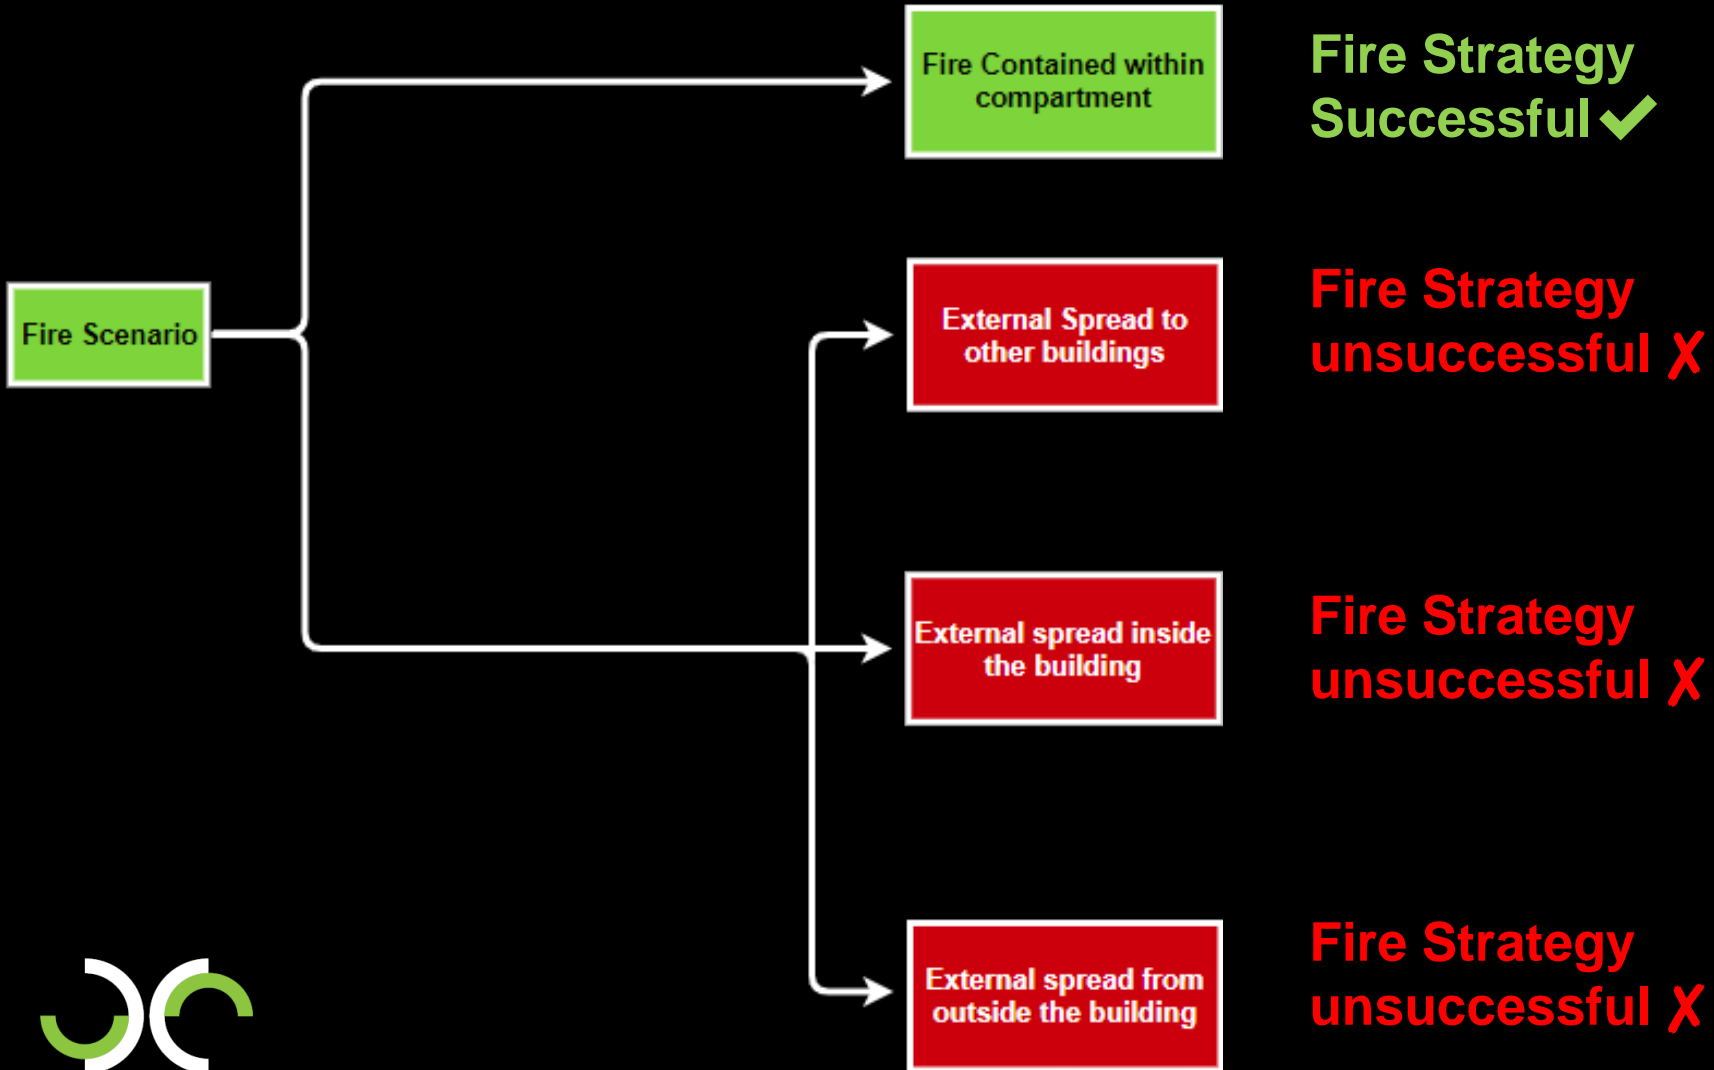 Fire Contained within
compartment
Fire Strategy
Successful ✔
Fire Scenario
External Spread to
other buildings
Fire Strategy
unsuccessful ✗
External spread inside
the building
Fire Strategy
unsuccessful ✗
External spread from
outside the building
Fire Strategy
unsuccessful ✗